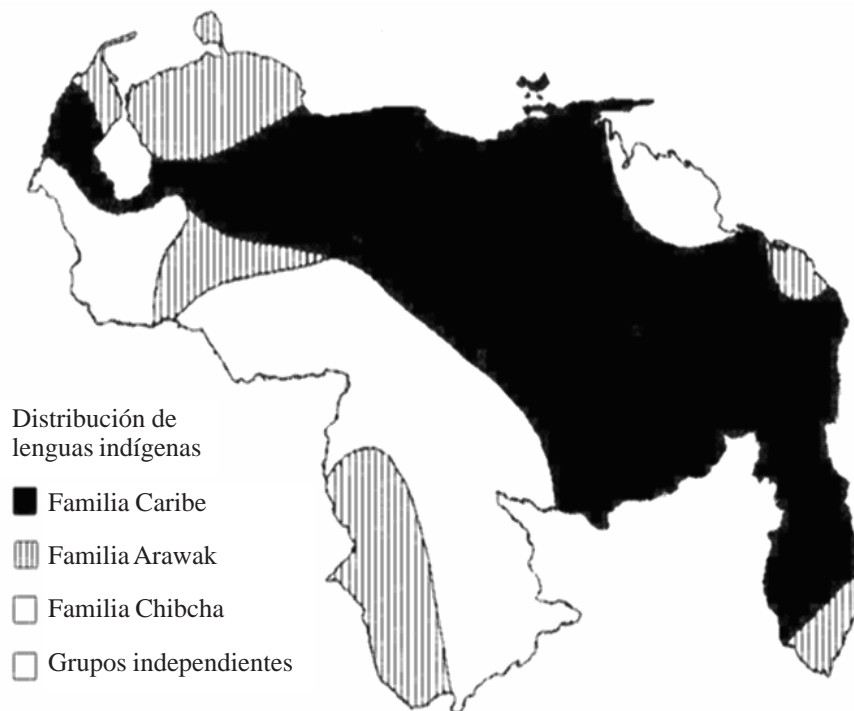 Distribución de
lenguas indígenas
Familia Caribe
Familia Arawak
Familia Chibcha
Grupos independientes